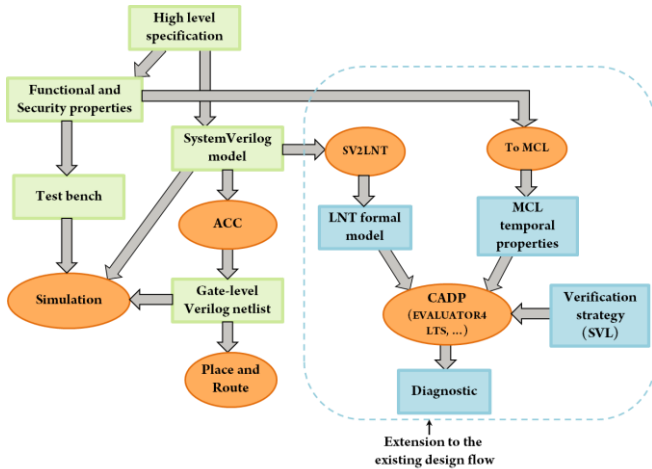 High level
specification
Functional and
Security properties
SystemVerilog
model
SV2LNT
To MCL
Test bench
ACC
LNT formal
model
MCL
temporal
properties
Simulation
Gate-level
Verilog netlist
CADP
(EVALUATOR4
LTS, ...)
Verification
strategy
(SVL)
Place and
Route
Diagnostic
Extension to the
existing design flow